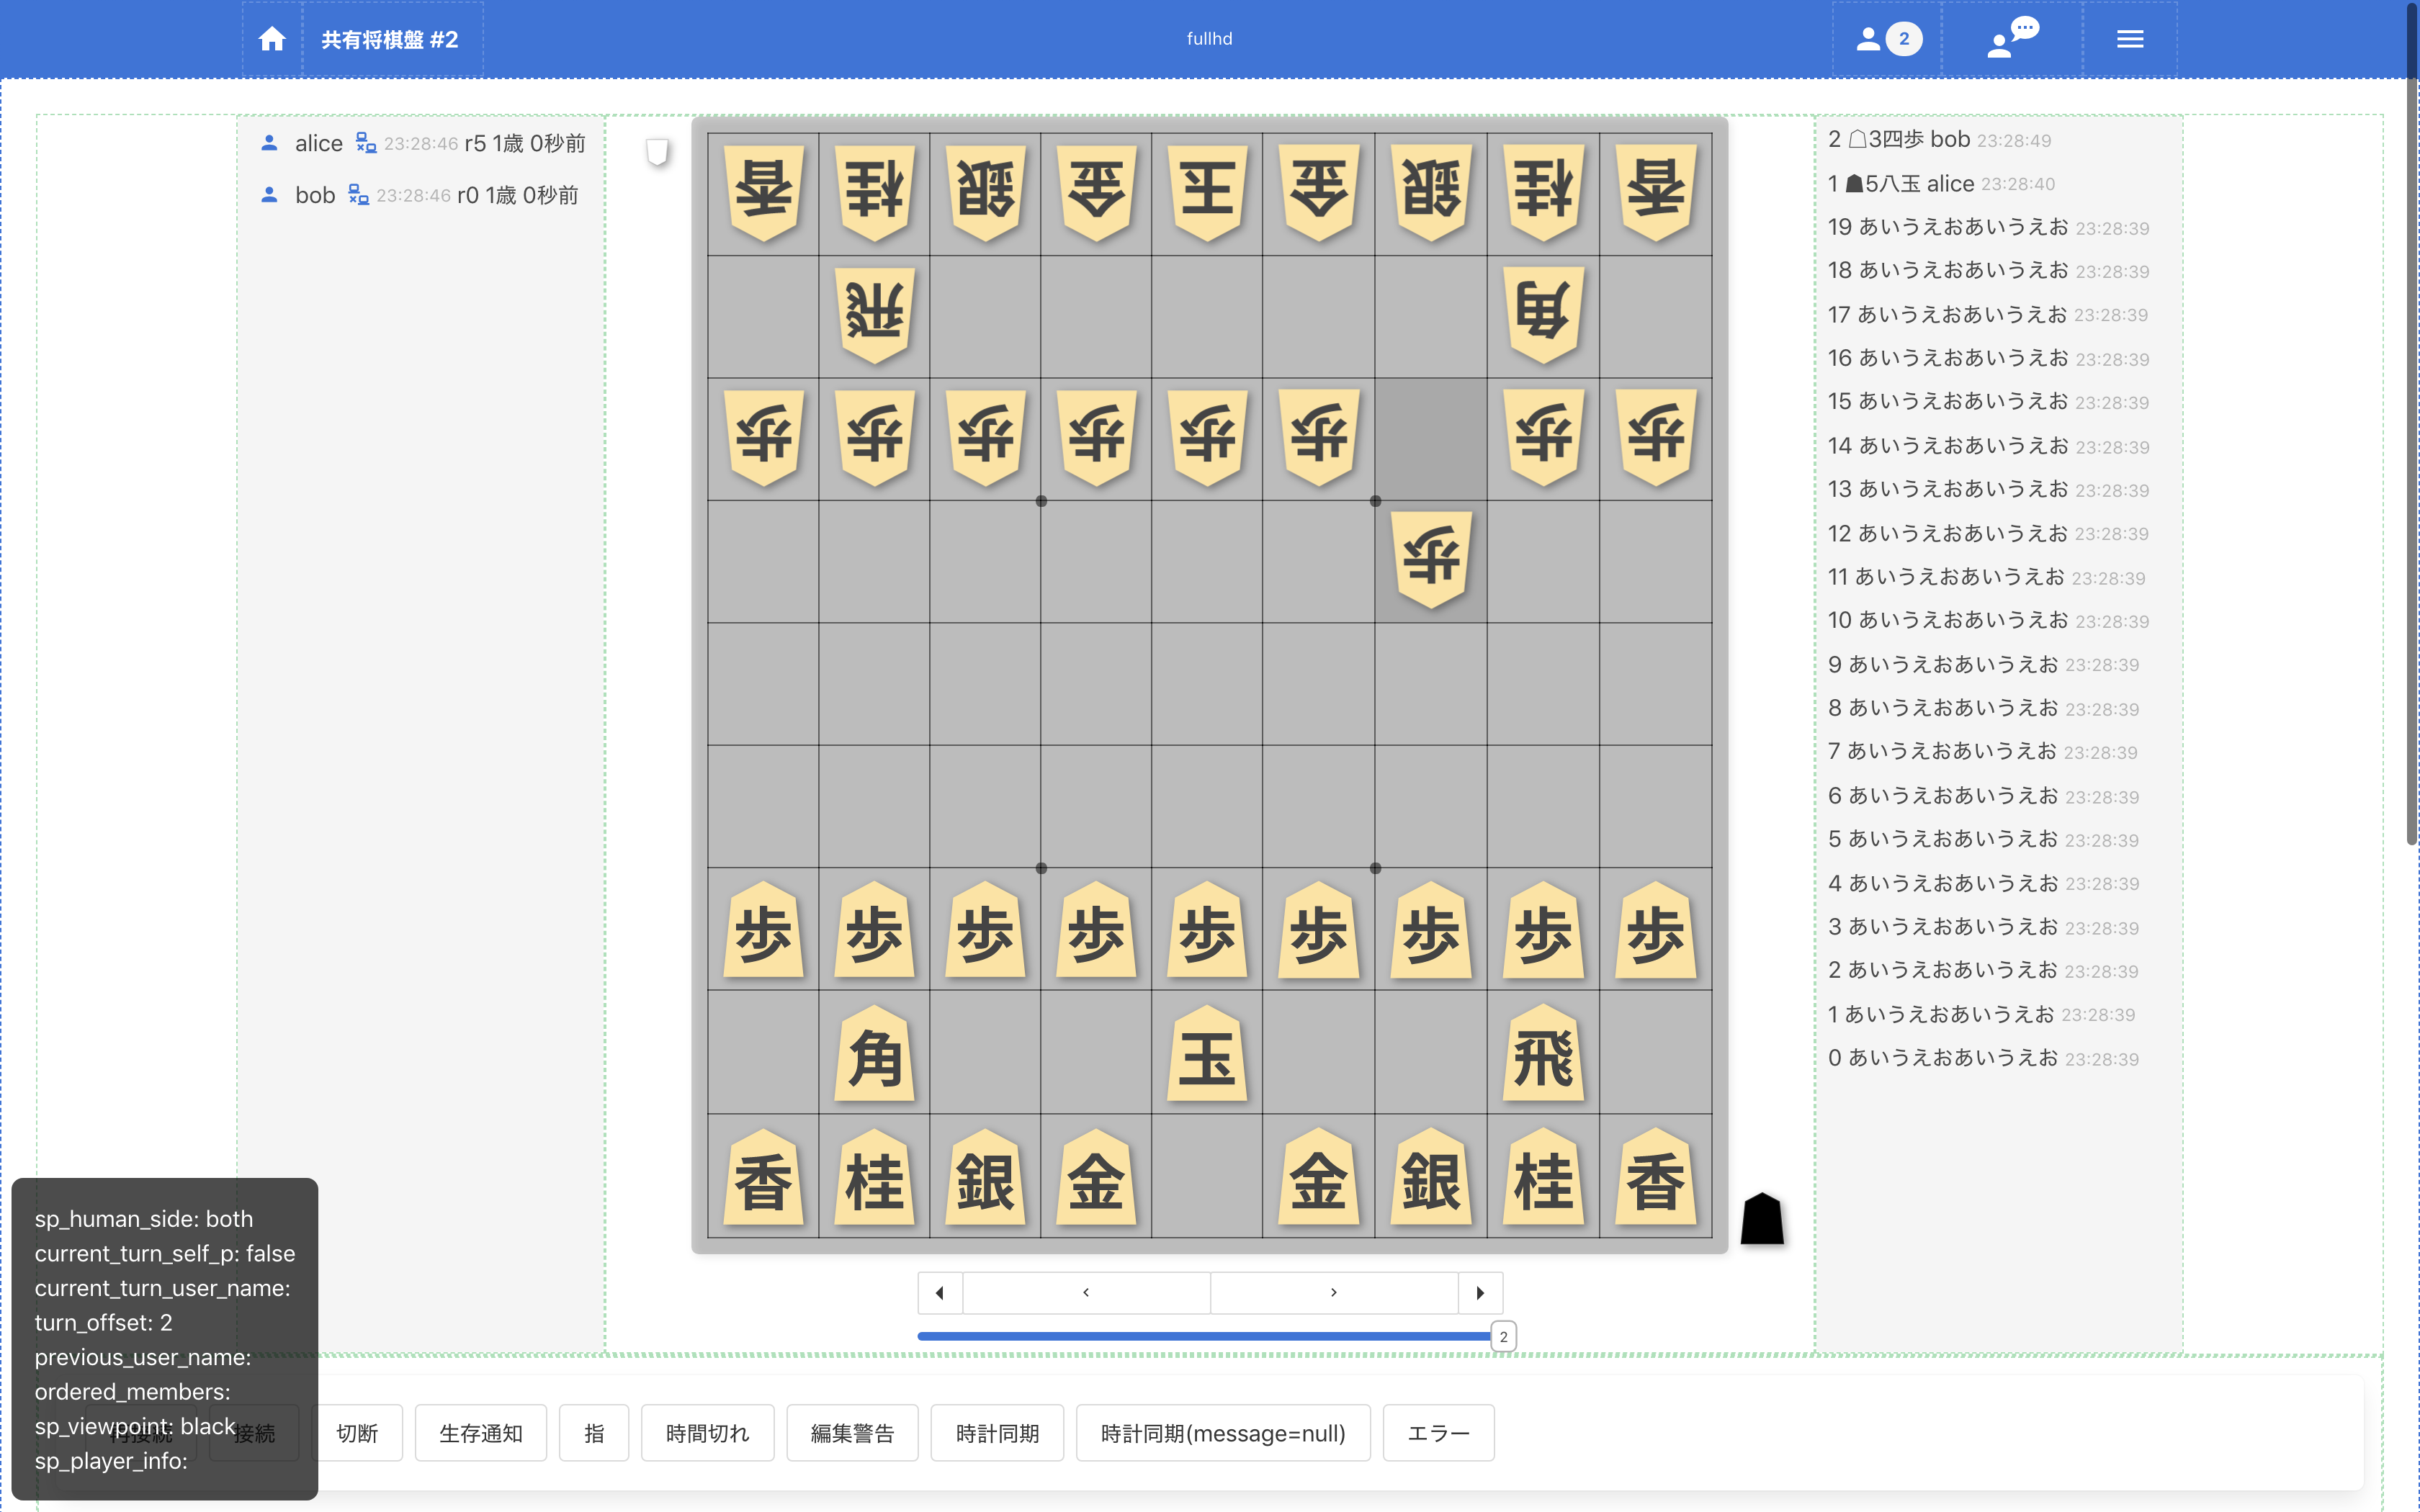 共有将棋盤 #2
fullhd
2
alice 23:28:46 r5 1歳 0秒前
bob 23:28:46 r0 1歳 0秒前
香 桂 銀 金 玉 金 銀 桂 香
飛 角
歩 歩 歩 歩 歩 歩 歩 歩
歩
歩 歩 歩 歩 歩 歩 歩 歩 歩
角 玉 飛
香 桂 銀 金 金 銀 桂 香
2
2 ☖3四歩 bob 23:28:49
1 ☗5八玉 alice 23:28:40
19 あいうえおあいうえお 23:28:39
18 あいうえおあいうえお 23:28:39
17 あいうえおあいうえお 23:28:39
16 あいうえおあいうえお 23:28:39
15 あいうえおあいうえお 23:28:39
14 あいうえおあいうえお 23:28:39
13 あいうえおあいうえお 23:28:39
12 あいうえおあいうえお 23:28:39
11 あいうえおあいうえお 23:28:39
10 あいうえおあいうえお 23:28:39
9 あいうえおあいうえお 23:28:39
8 あいうえおあいうえお 23:28:39
7 あいうえおあいうえお 23:28:39
6 あいうえおあいうえお 23:28:39
5 あいうえおあいうえお 23:28:39
4 あいうえおあいうえお 23:28:39
3 あいうえおあいうえお 23:28:39
2 あいうえおあいうえお 23:28:39
1 あいうえおあいうえお 23:28:39
0 あいうえおあいうえお 23:28:39
sp_human_side: both
current_turn_self_p: false
current_turn_user_name:
turn_offset: 2
previous_user_name:
ordered_members:
sp_viewpoint: black
sp_player_info:
再接続 接続 切断 生存通知 指 時間切れ 編集警告 時計同期 時計同期(message=null) エラー